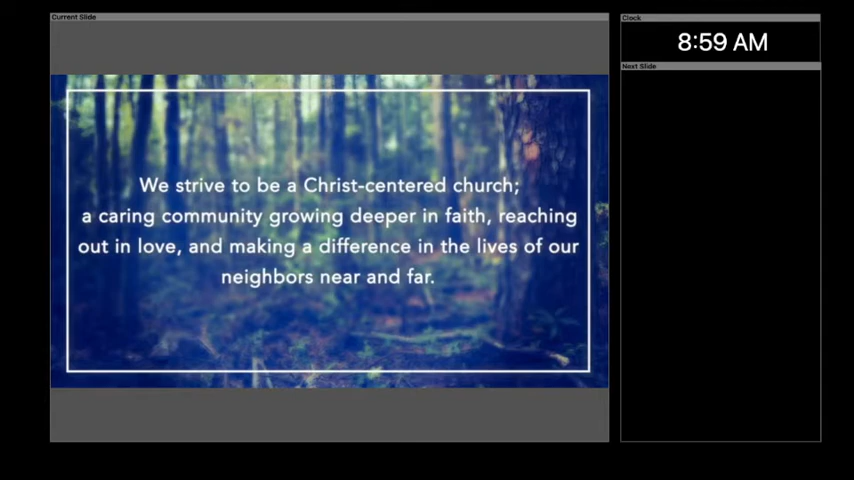 Current Slide
Clock
8:59 AM
Next Slide
We strive to be a Christ-centered church;
a caring community growing deeper in faith, reaching
out in love, and making a difference in the lives of our
neighbors near and far.